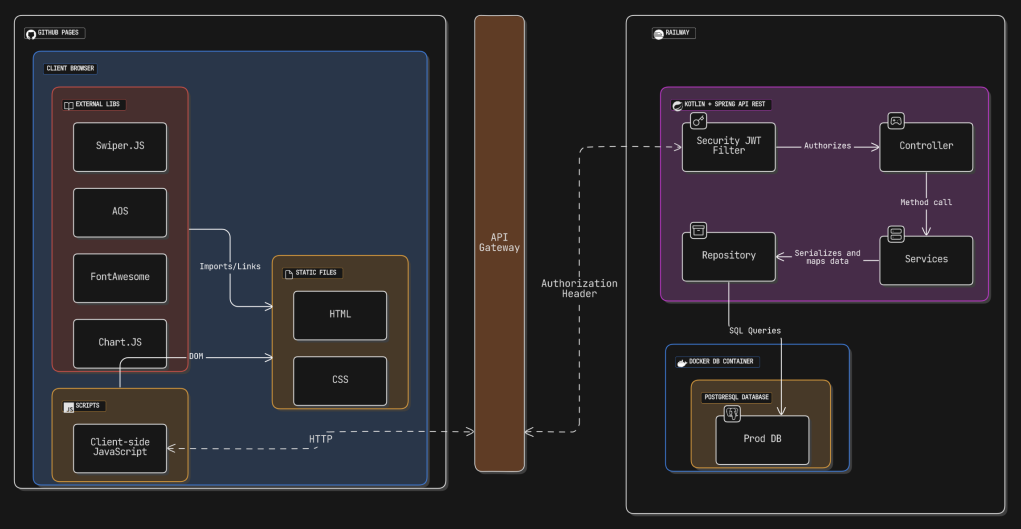 GITHUB PAGES
CLIENT BROWSER
EXTERNAL LIBS
Swiper.JS
AOS
FontAwesome
Chart.JS
Imports/Links
STATIC FILES
HTML
CSS
DOM
SCRIPTS
JS
Client-side
JavaScript
HTTP
API
Gateway
Authorization
Header
RAILWAY
KOTLIN + SPRING API REST
Security JWT
Filter
Authorizes
Controller
Method call
Services
Serializes and
maps data
Repository
SQL Queries
DOCKER DB CONTAINER
POSTGRESQL DATABASE
Prod DB